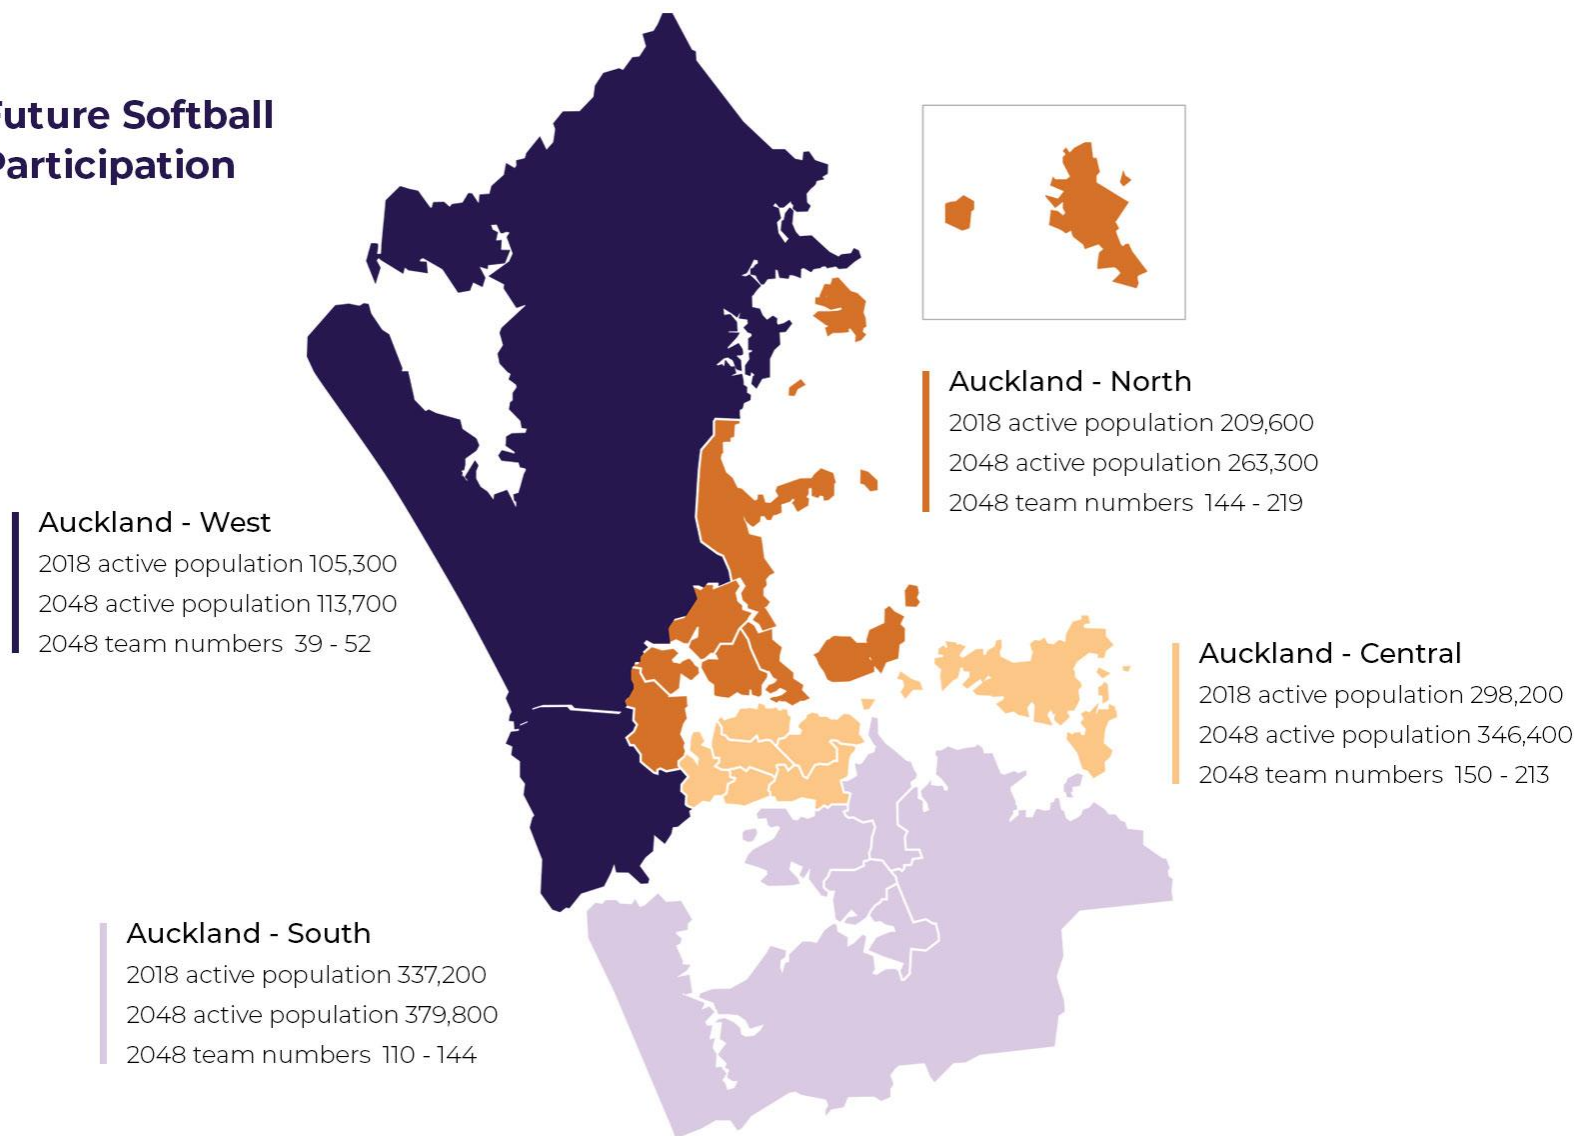 Future Softball
Participation
Auckland - North
2018 active population 209,600
2048 active population 263,300
2048 team numbers 144 - 219
Auckland - West
2018 active population 105,300
2048 active population 113,700
2048 team numbers 39 - 52
Auckland - Central
2018 active population 298,200
2048 active population 346,400
2048 team numbers 150 - 213
Auckland - South
2018 active population 337,200
2048 active population 379,800
2048 team numbers 110 - 144